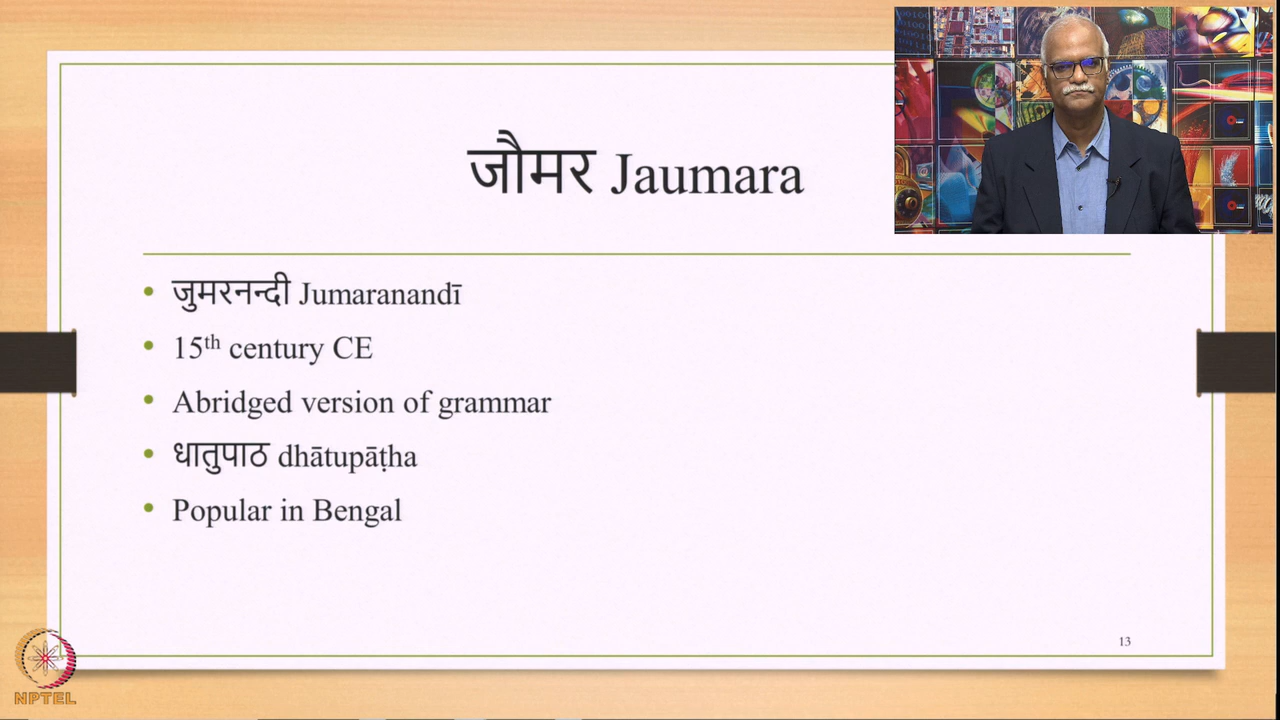 जौमर Jaumara
जुमरनन्दी Jumaranandī
15th century CE
Abridged version of grammar
धातुपाठ dhātupāṭha
Popular in Bengal
13
NPTEL